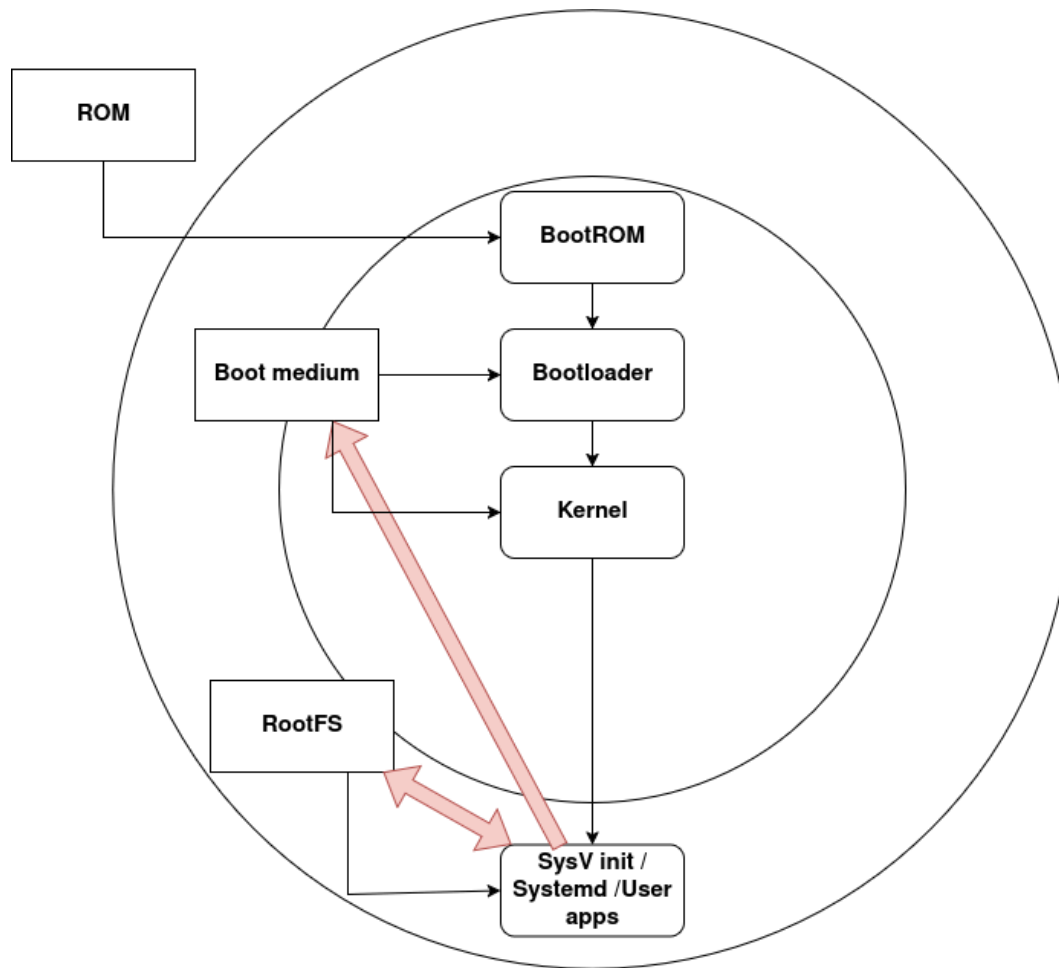 ROM
BootROM
Boot medium
Bootloader
Kernel
RootFS
SysV init /
Systemd /User
apps